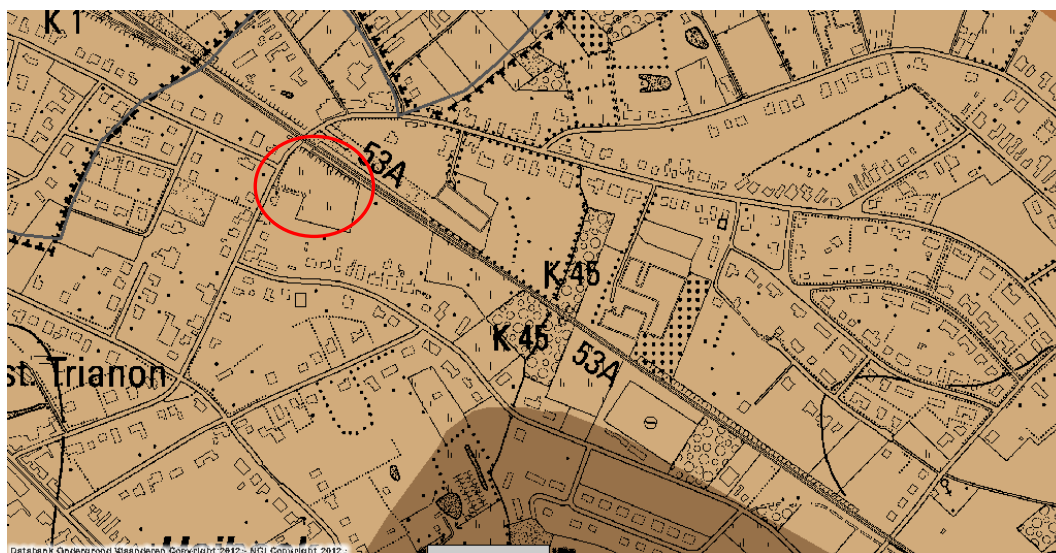 K 1
53A
K 45
K 45
53A
st. Trianon
Databank Ondergrond Vlaanderen Copyright 2012 - NGI Copyright 2012 -